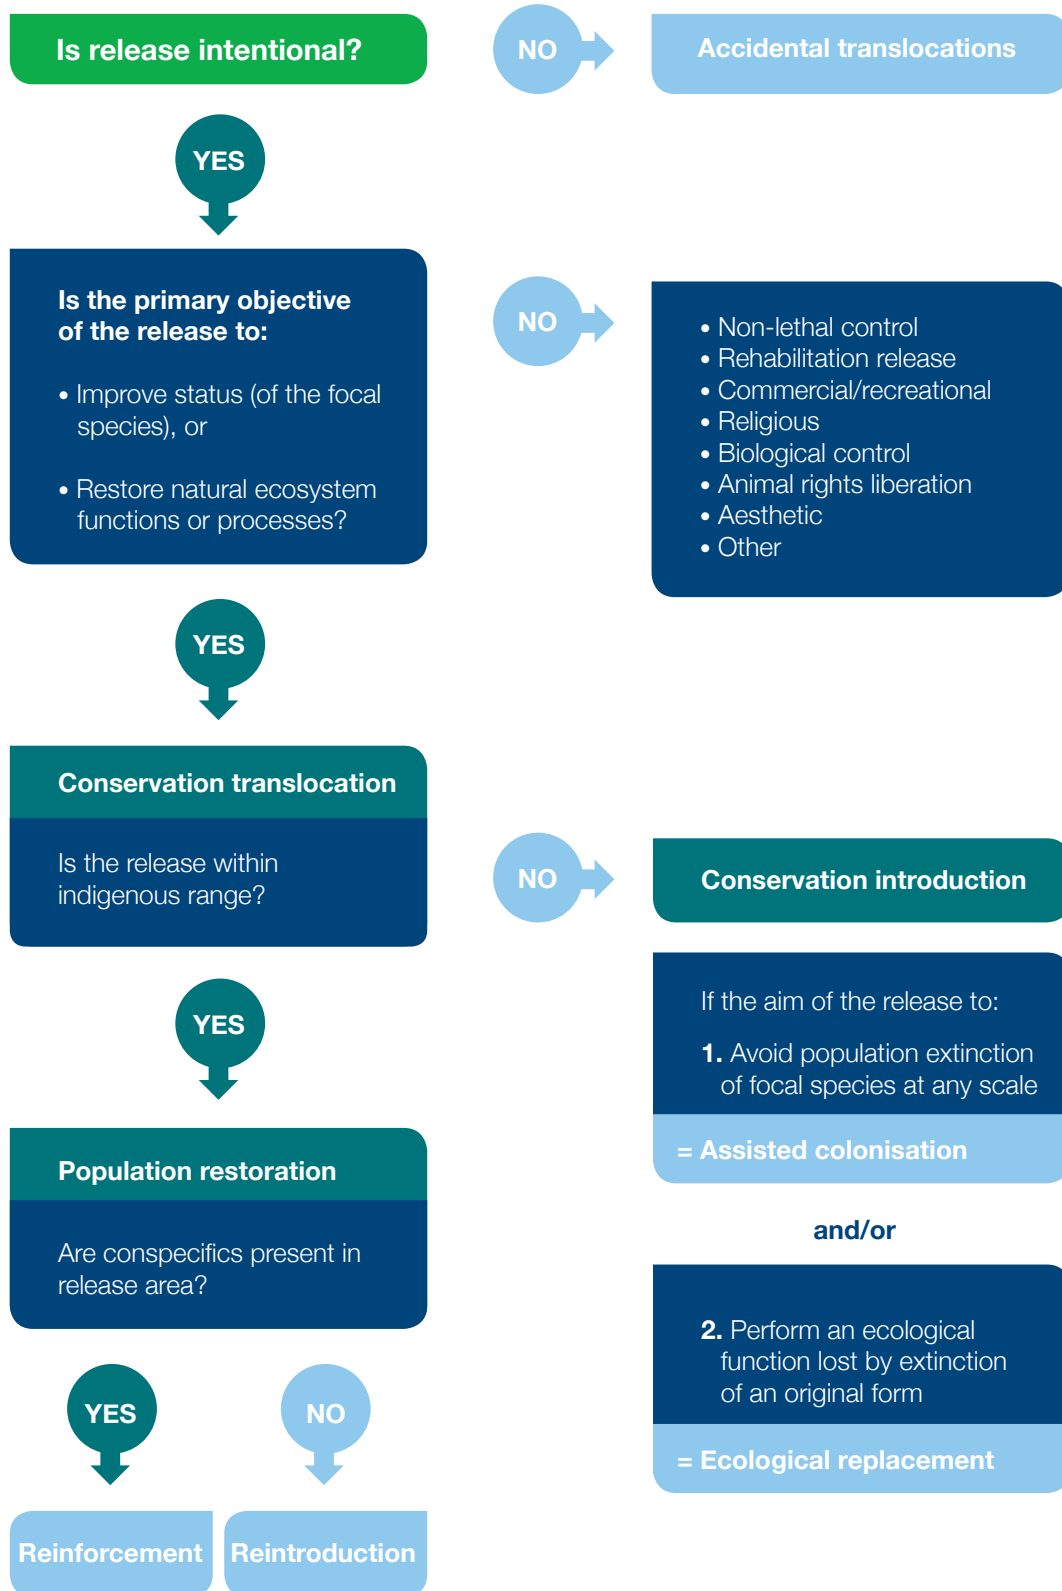 Is release intentional?
NO
Accidental translocations
YES
Is the primary objective
of the release to:
• Improve status (of the focal
species), or
• Restore natural ecosystem
functions or processes?
NO
• Non-lethal control
• Rehabilitation release
• Commercial/recreational
• Religious
• Biological control
• Animal rights liberation
• Aesthetic
• Other
YES
Conservation translocation
Is the release within
indigenous range?
NO
Conservation introduction
If the aim of the release to:
1. Avoid population extinction
of focal species at any scale
= Assisted colonisation
and/or
2. Perform an ecological
function lost by extinction
of an original form
= Ecological replacement
YES
Population restoration
Are conspecifics present in
release area?
YES
NO
Reinforcement
Reintroduction